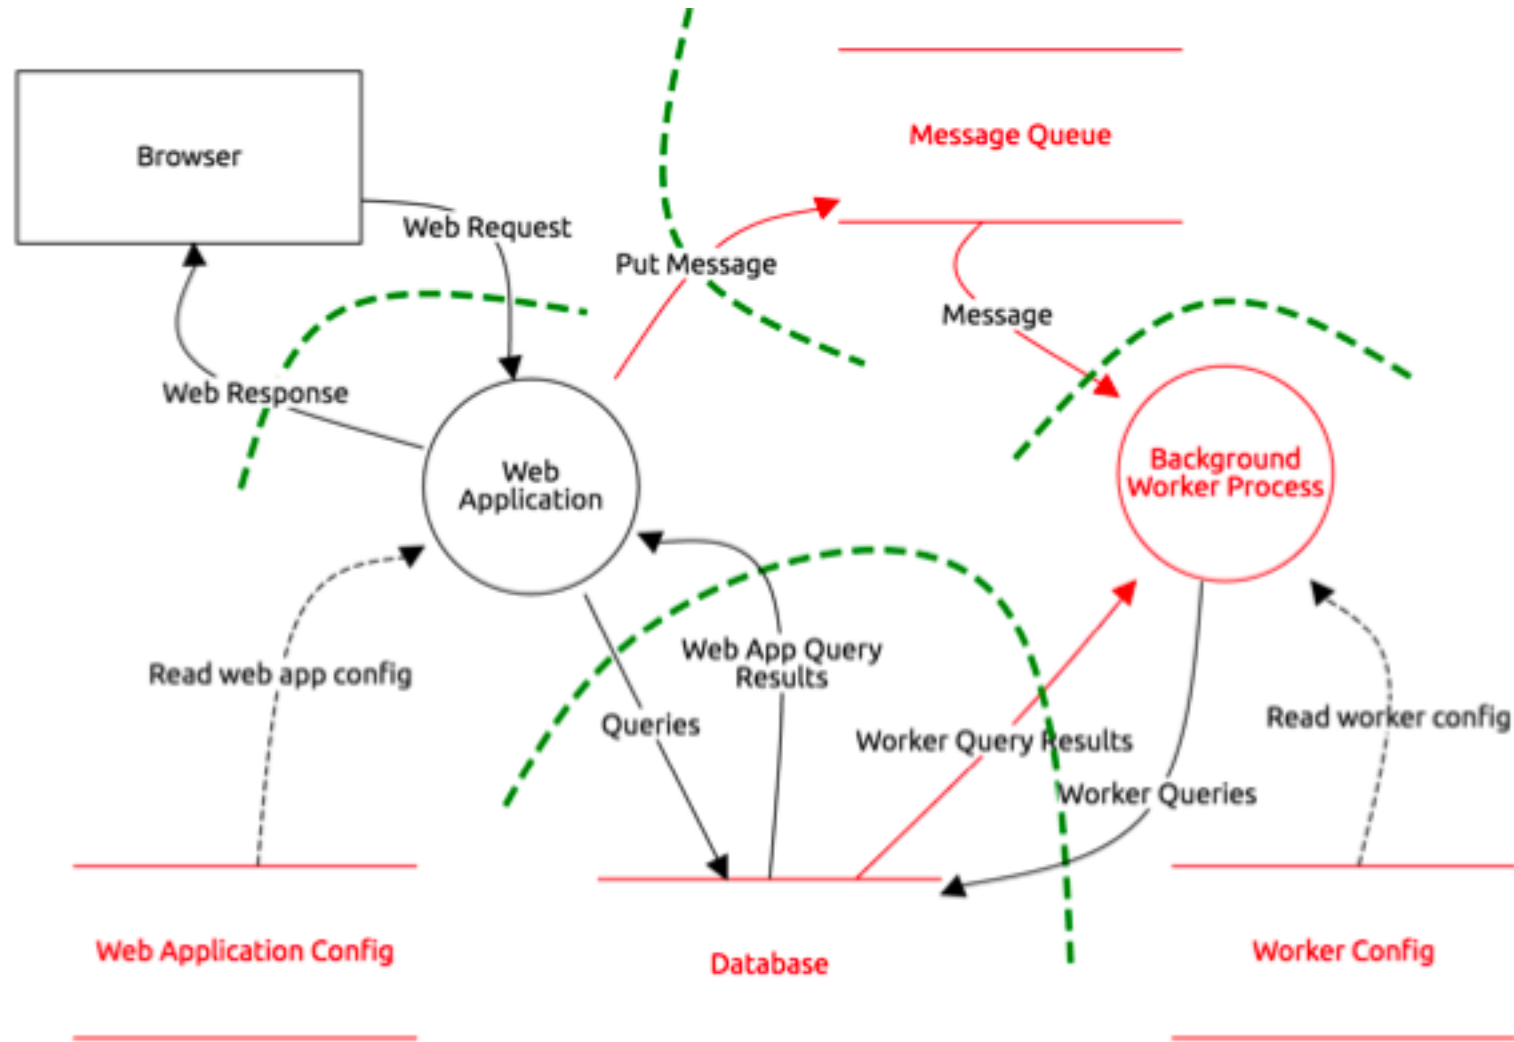 Message Queue
Browser
Web Request
Put Message
Message
Web Response
Web
Application
Background
Worker Process
Read web app config
Web App Query
Results
Queries
Worker Query Results
Read worker config
Worker Queries
Web Application Config
Database
Worker Config